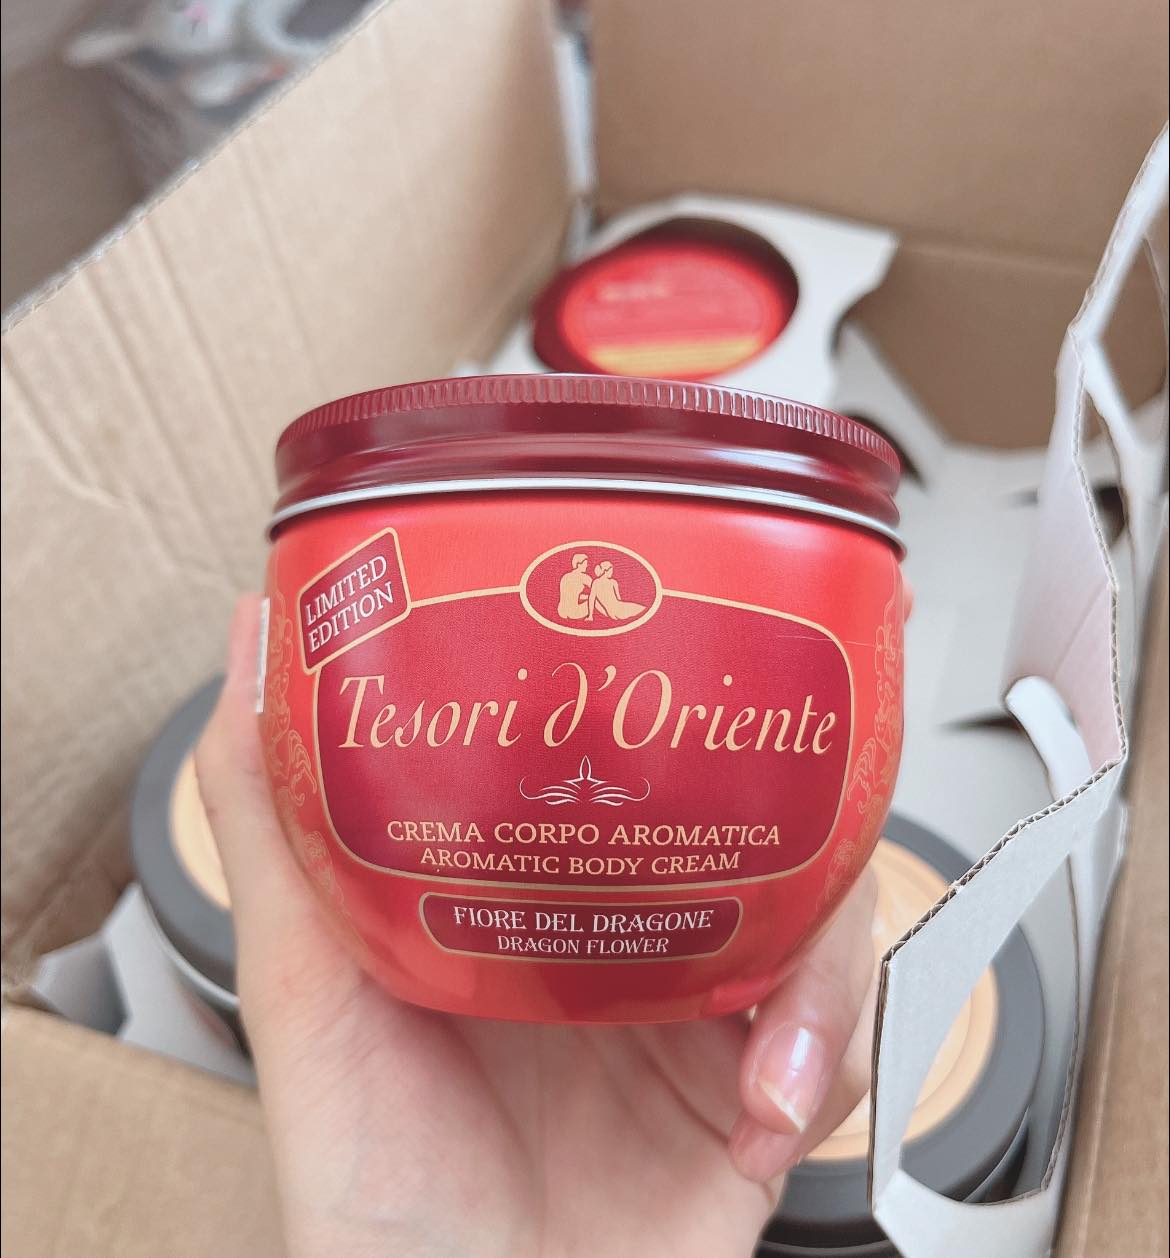 LIMITED
EDITION
Tesori d'Oriente
CREMA CORPO AROMATICA
AROMATIC BODY CREAM
FIORE DEL DRAGONE
DRAGON FLOWER